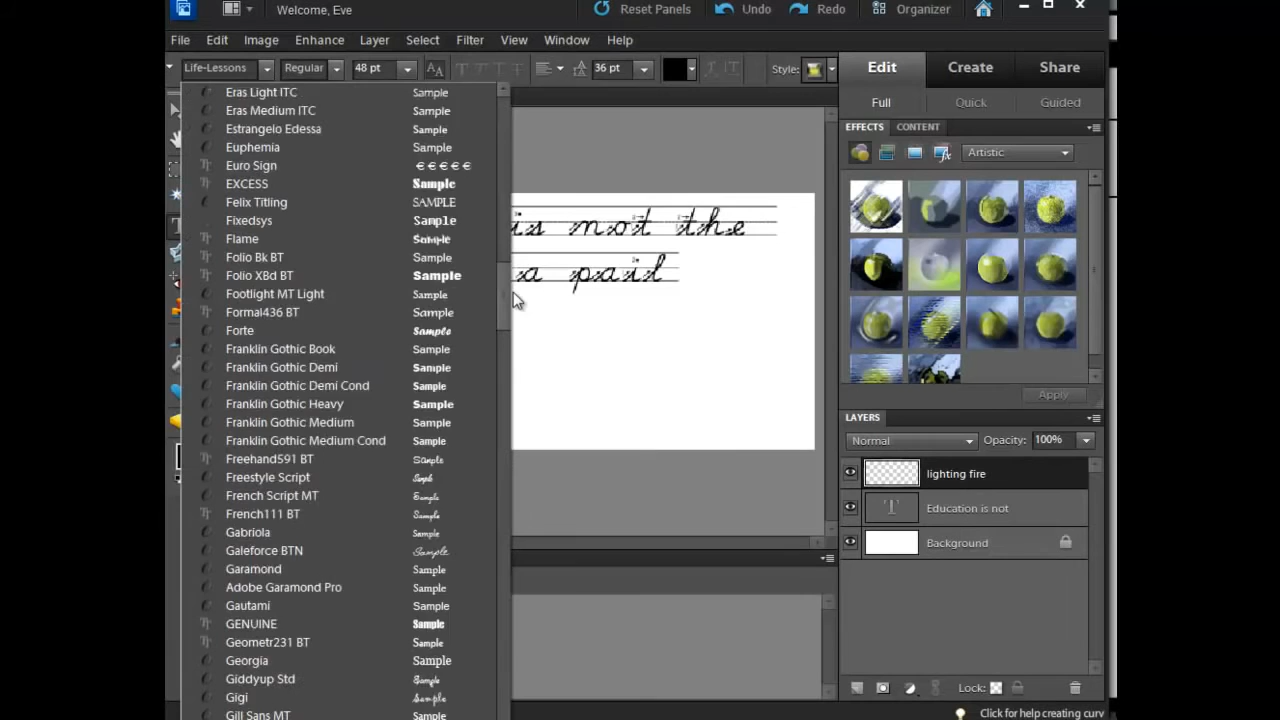 Welcome, Eve
Reset Panels
Undo
Redo
Organizer
File Edit Image Enhance Layer Select Filter View Window Help
Life-Lessons Regular 48 pt 36 pt Style:
Edit Create Share
Full Quick Guided
EFFECTS CONTENT
Artistic
Apply
Eras Light ITC Sample
Eras Medium ITC Sample
Estrangelo Edessa Sample
Euphemia Sample
Euro Sign €€€€€
EXCESS Sample
Felix Titling SAMPLE
Fixedsys Sample
Flame Sample
Folio Bk BT Sample
Folio XBd BT Sample
Footlight MT Light Sample
Formal436 BT Sample
Forte Sample
Franklin Gothic Book Sample
Franklin Gothic Demi Sample
Franklin Gothic Demi Cond Sample
Franklin Gothic Heavy Sample
Franklin Gothic Medium Sample
Franklin Gothic Medium Cond Sample
Freehand591 BT Sample
Freestyle Script Sample
French Script MT Sample
French111 BT Sample
Gabriola Sample
Galeforce BTN Sample
Garamond Sample
Adobe Garamond Pro Sample
Gautami Sample
GENUINE Sample
Geometr231 BT Sample
Georgia Sample
Giddyup Std Sample
Gigi Sample
Gill Sans MT Sample
is not the
a pail
LAYERS
Normal Opacity: 100%
lighting fire
T Education is not
Background
Lock:
Click for help creating curv